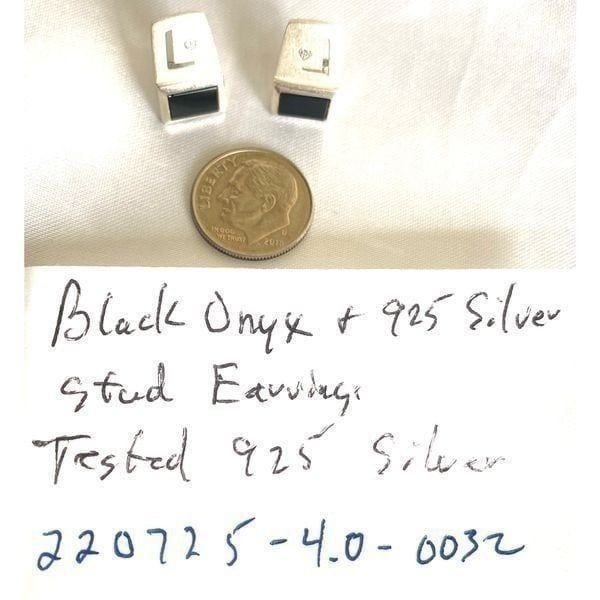 LIBERTY
IN GOD
WE TRUST
Black Onyx + 925 Silver
Stud Earrings
Tested 925 Silver
220725-4.0-0032